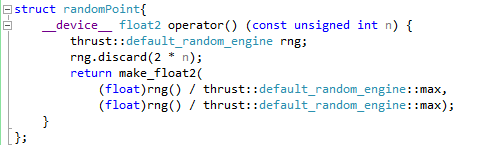 struct randomPoint{
__device__ float2 operator() (const unsigned int n) {
thrust::default_random_engine rng;
rng.discard(2 * n);
return make_float2(
(float)rng() / thrust::default_random_engine::max,
(float)rng() / thrust::default_random_engine::max);
}
};